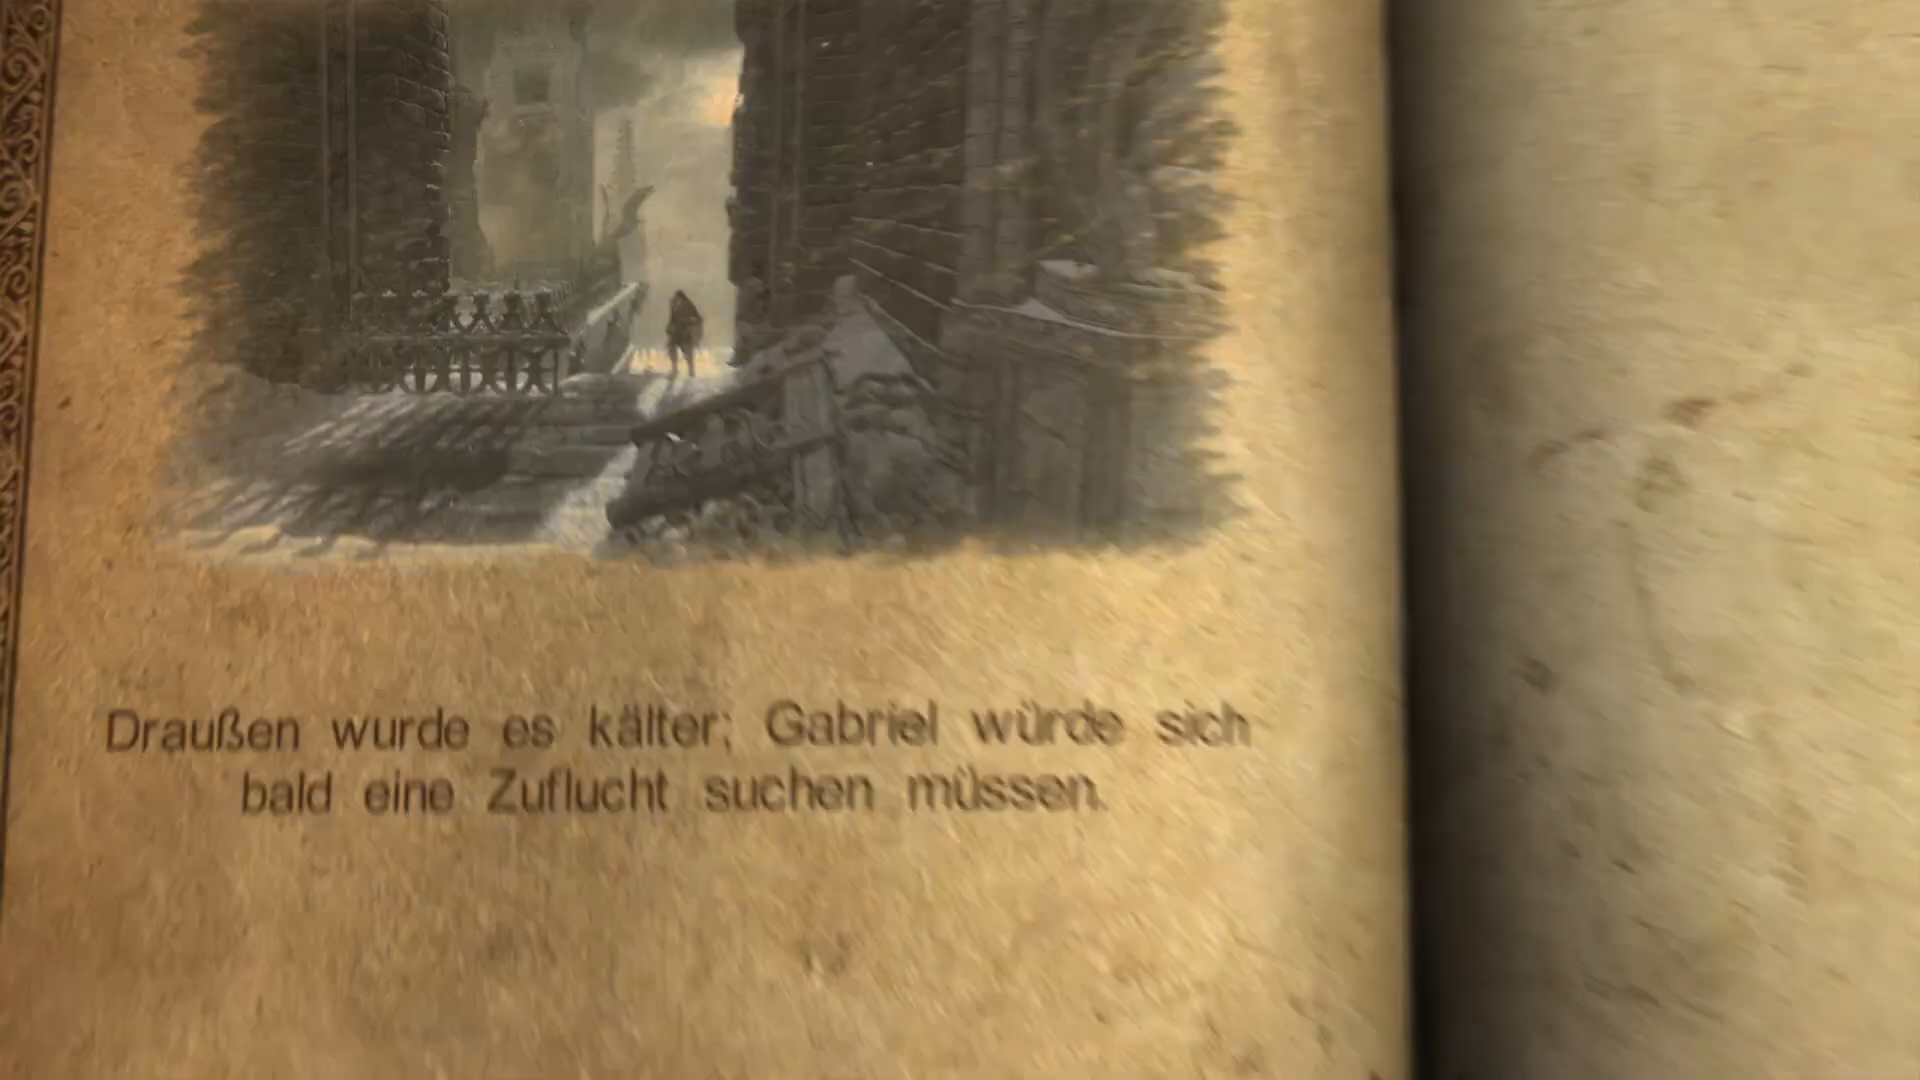 Draußen wurde es kälter; Gabriel würde sich
bald eine Zuflucht suchen müssen.